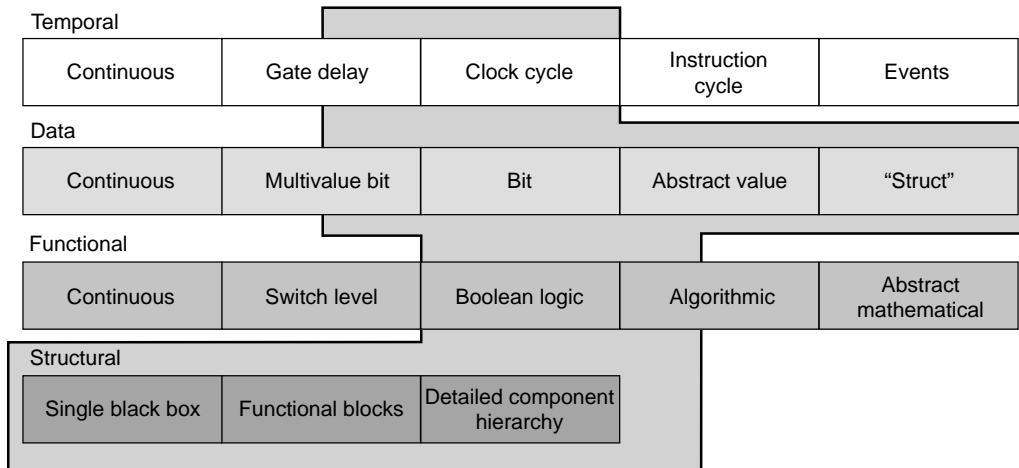 Temporal
Continuous
Gate delay
Clock cycle
Instruction
cycle
Events
Data
Continuous
Multivalue bit
Bit
Abstract value
“Struct”
Functional
Continuous
Switch level
Boolean logic
Algorithmic
Abstract
mathematical
Structural
Single black box
Functional blocks
Detailed component
hierarchy